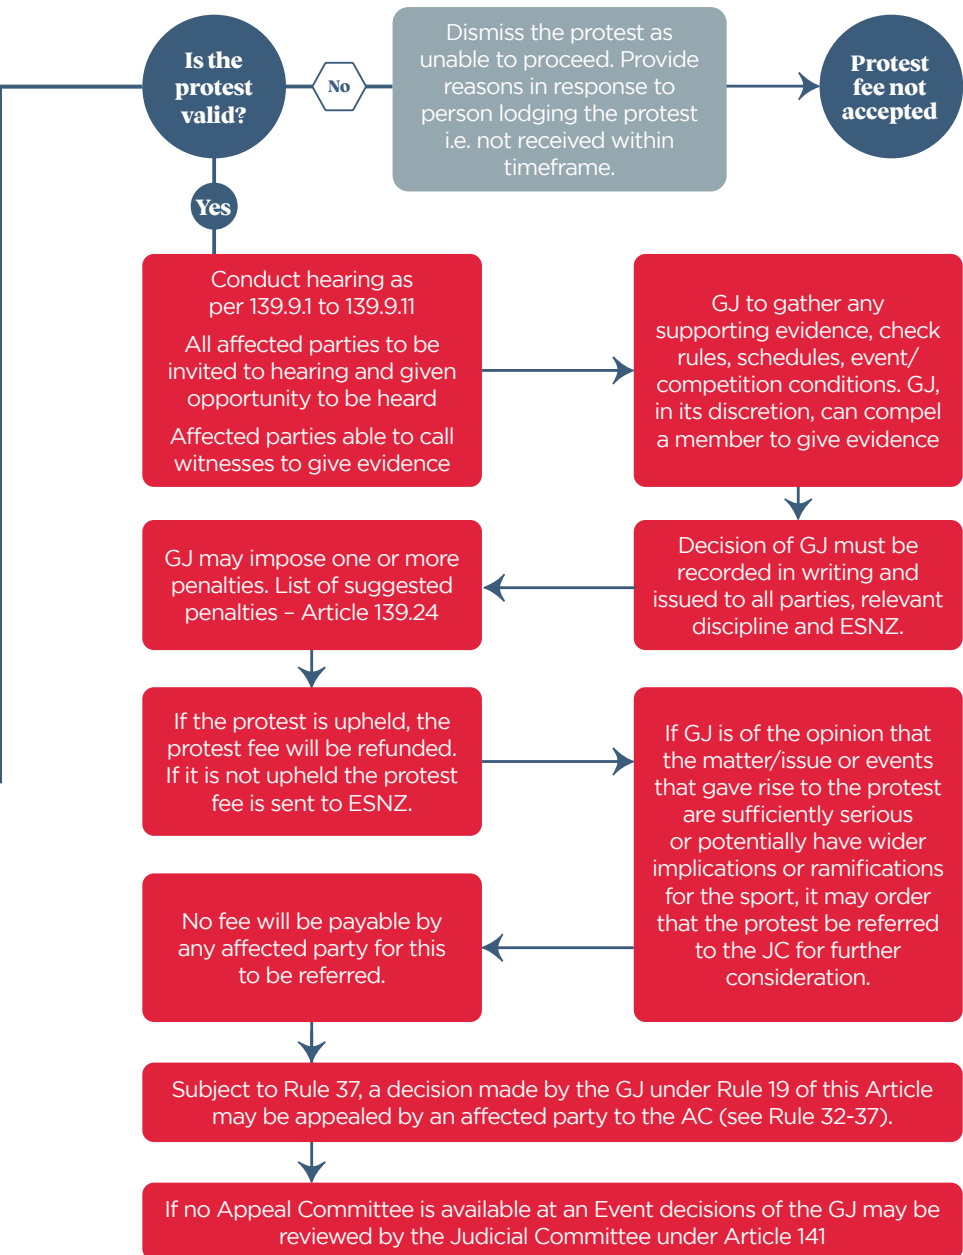 Is the
protest
valid?
No
Dismiss the protest as
unable to proceed. Provide
reasons in response to
person lodging the protest
i.e. not received within
timeframe.
Protest
fee not
accepted
Yes
Conduct hearing as
per 139.9.1 to 139.9.11
All affected parties to be
invited to hearing and given
opportunity to be heard
Affected parties able to call
witnesses to give evidence
GJ to gather any
supporting evidence, check
rules, schedules, event/
competition conditions. GJ,
in its discretion, can compel
a member to give evidence
Decision of GJ must be
recorded in writing and
issued to all parties, relevant
discipline and ESNZ.
GJ may impose one or more
penalties. List of suggested
penalties – Article 139.24
If the protest is upheld, the
protest fee will be refunded.
If it is not upheld the protest
fee is sent to ESNZ.
If GJ is of the opinion that
the matter/issue or events
that gave rise to the protest
are sufficiently serious
or potentially have wider
implications or ramifications
for the sport, it may order
that the protest be referred
to the JC for further
consideration.
No fee will be payable by
any affected party for this
to be referred.
Subject to Rule 37, a decision made by the GJ under Rule 19 of this Article
may be appealed by an affected party to the AC (see Rule 32-37).
If no Appeal Committee is available at an Event decisions of the GJ may be
reviewed by the Judicial Committee under Article 141